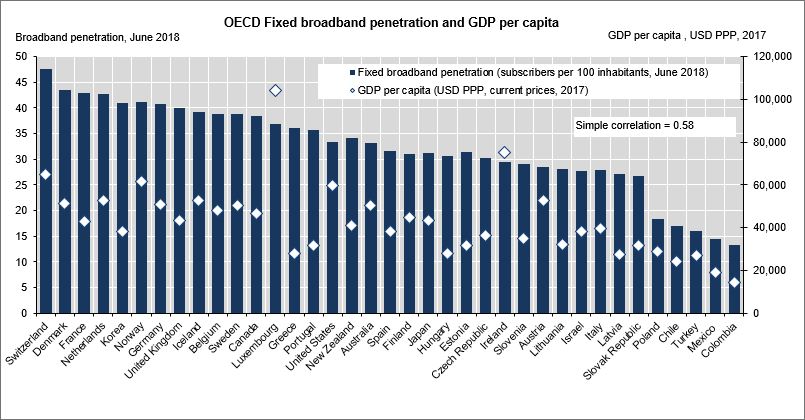 OECD Fixed broadband penetration and GDP per capita
Broadband penetration, June 2018
GDP per capita , USD PPP, 2017
Fixed broadband penetration (subscribers per 100 inhabitants, June 2018)
GDP per capita (USD PPP, current prices, 2017)
Simple correlation = 0.58
50
45
40
35
30
25
20
15
10
5
0
120,000
100,000
80,000
60,000
40,000
20,000
0
Switzerland
Denmark
France
Netherlands
Korea
Norway
Germany
United Kingdom
Iceland
Belgium
Sweden
Canada
Luxembourg
Greece
Portugal
United States
New Zealand
Australia
Spain
Finland
Japan
Hungary
Estonia
Czech Republic
Ireland
Slovenia
Austria
Lithuania
Israel
Italy
Latvia
Slovak Republic
Poland
Chile
Turkey
Mexico
Colombia